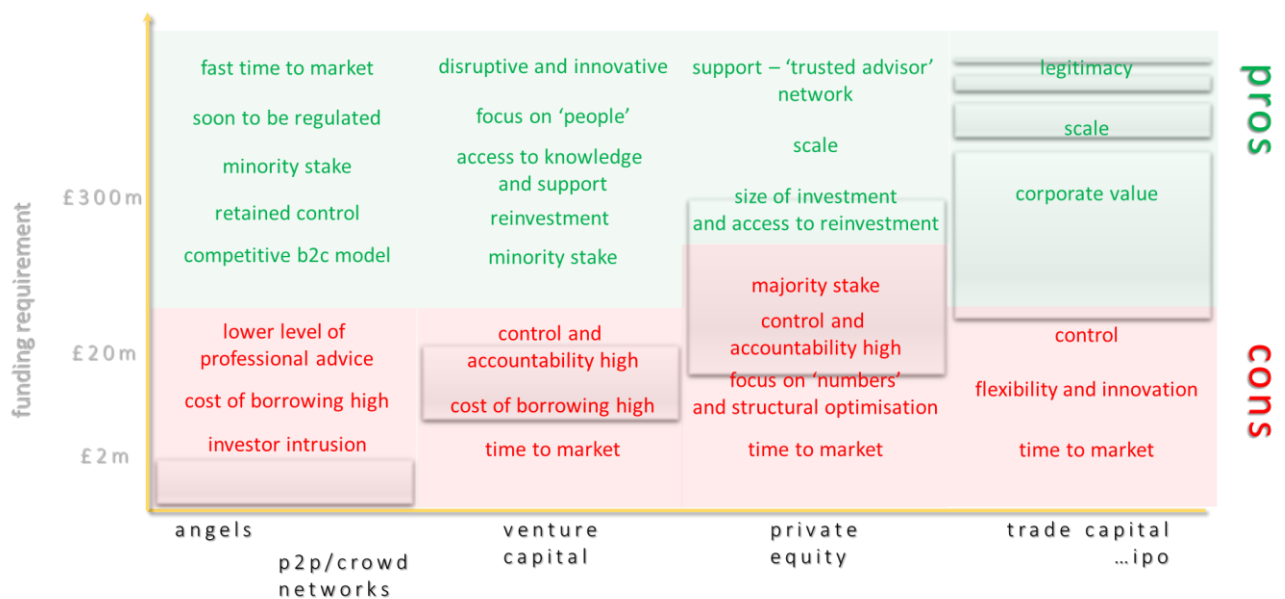 fast time to market
soon to be regulated
minority stake
retained control
competitive b2c model
lower level of
professional advice
cost of borrowing high
investor intrusion
disruptive and innovative
focus on ‘people’
access to knowledge
and support
reinvestment
minority stake
control and
accountability high
cost of borrowing high
time to market
support – ‘trusted advisor’
network
scale
size of investment
and access to reinvestment
majority stake
control and
accountability high
focus on ‘numbers’
and structural optimisation
time to market
legitimacy
scale
corporate value
control
flexibility and innovation
time to market
pros
cons
funding requirement
£300m
£20m
£2m
angels
p2p/crowd
networks
venture
capital
private
equity
trade capital
...ipo